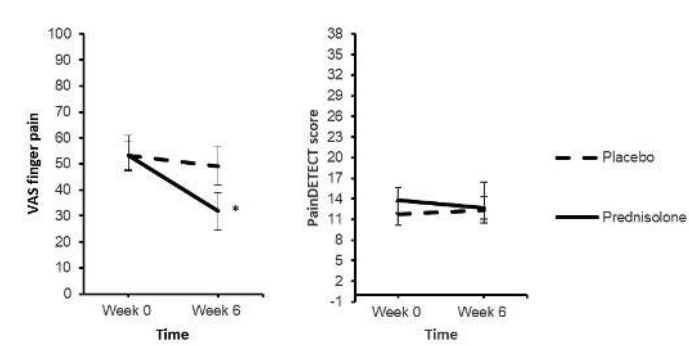 VAS finger pain
100
90
80
70
60
50
40
30
20
10
0
*
Week 0
Week 6
Time
PainDETECT score
38
35
32
29
26
23
20
17
14
11
8
5
2
-1
Week 0
Week 6
Time
Placebo
Prednisolone